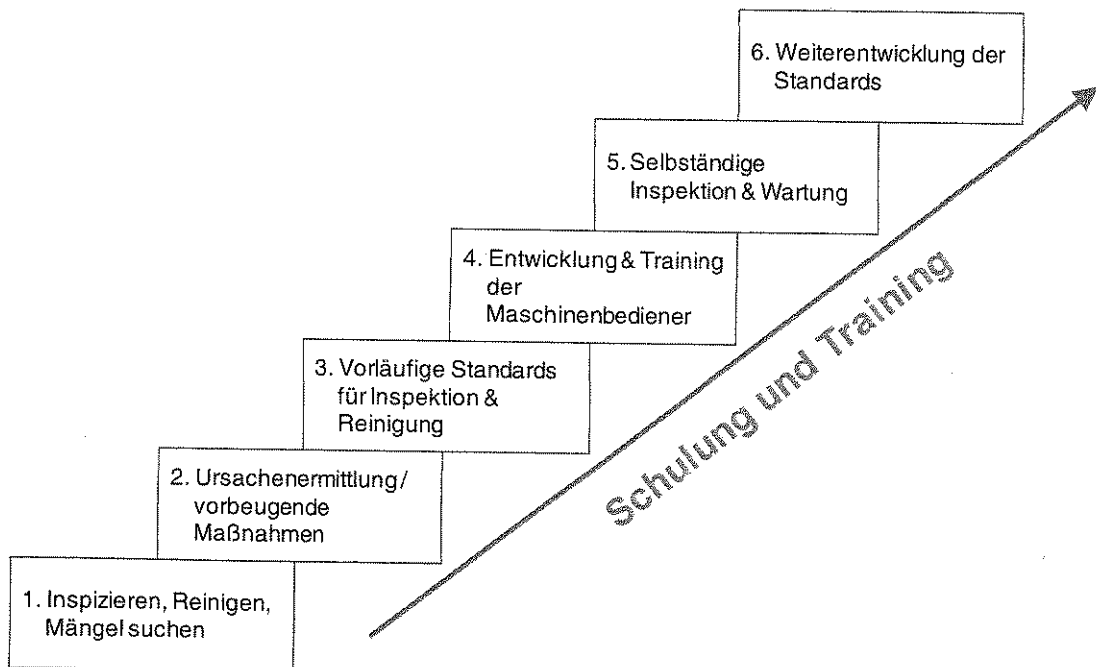 6. Weiterentwicklung der
Standards
5. Selbständige
Inspektion & Wartung
4. Entwicklung & Training
der
Maschinenbediener
3. Vorläufige Standards
für Inspektion &
Reinigung
2. Ursachenermittlung/
vorbeugende
Maßnahmen
1. Inspizieren, Reinigen,
Mängel suchen
Schulung und Training